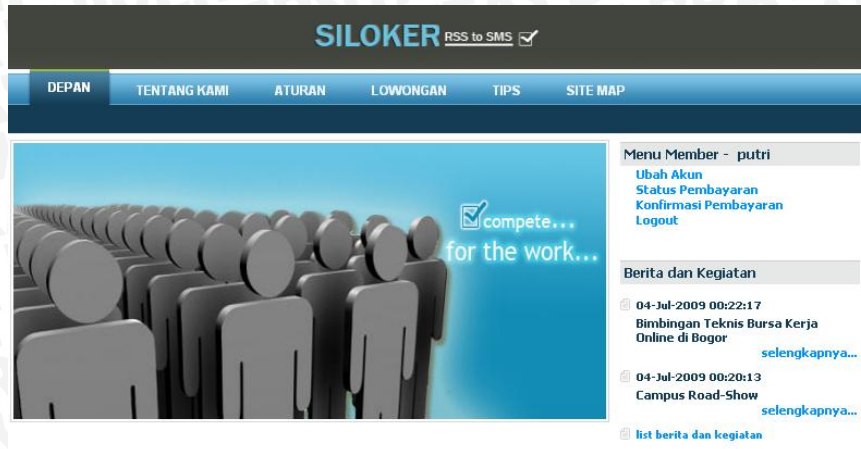 SILOKER RSS to SMS
DEPAN TENTANG KAMI ATURAN LOWONGAN TIPS SITE MAP
compete...
for the work...
Menu Member - putri
Ubah Akun
Status Pembayaran
Konfirmasi Pembayaran
Logout
Berita dan Kegiatan
04-Jul-2009 00:22:17
Bimbingan Teknis Bursa Kerja
Online di Bogor
selengkapnya...
04-Jul-2009 00:20:13
Campus Road-Show
selengkapnya...
list berita dan kegiatan